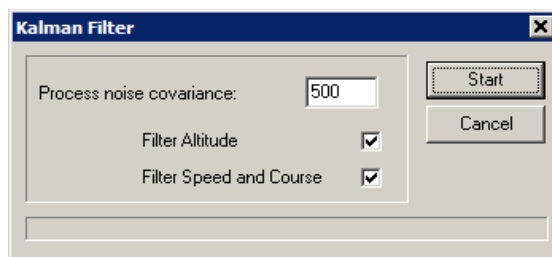 Kalman Filter
Process noise covariance: 500
Start
Cancel
Filter Altitude
Filter Speed and Course